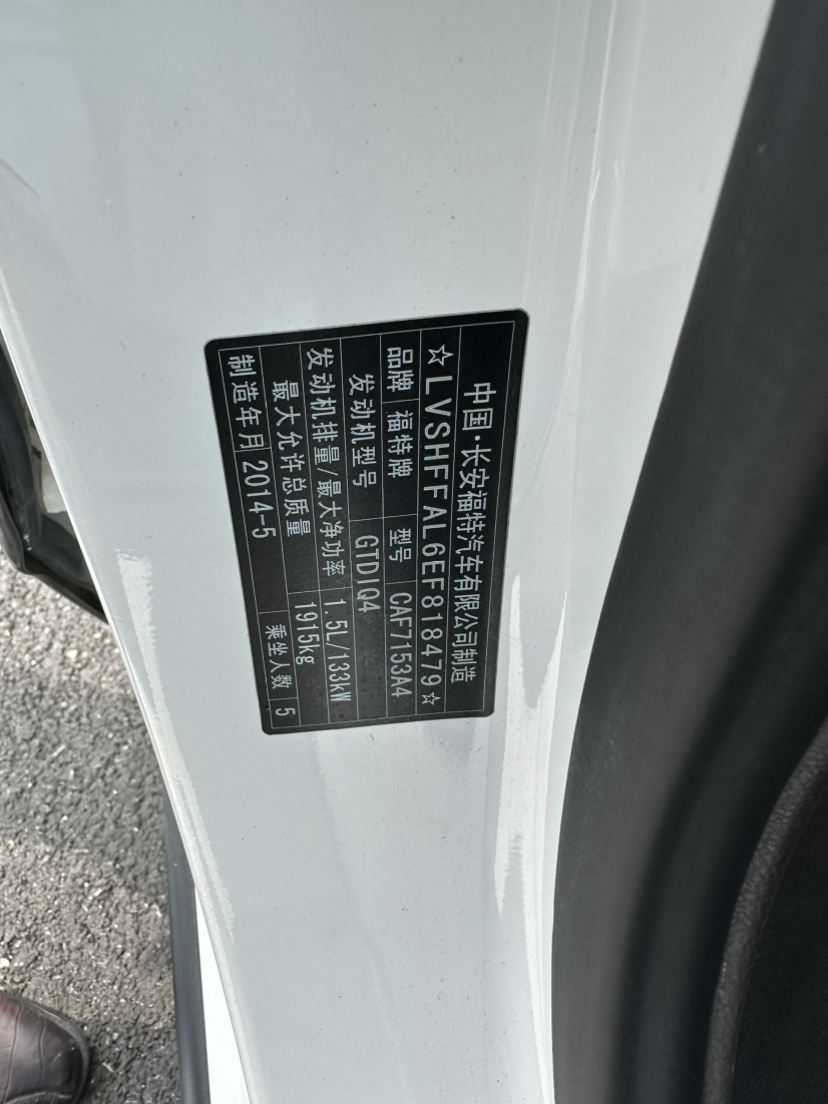 中国·长安福特汽车有限公司制造
☆LVSHFFAL6EF818479☆
品牌 福特牌 型号 CAF7153A4
发动机型号 GTDIQ4
发动机排量/最大净功率 1.5L/133kW
最大允许总质量 1915kg
制造年月 2014-5 乘坐人数 5